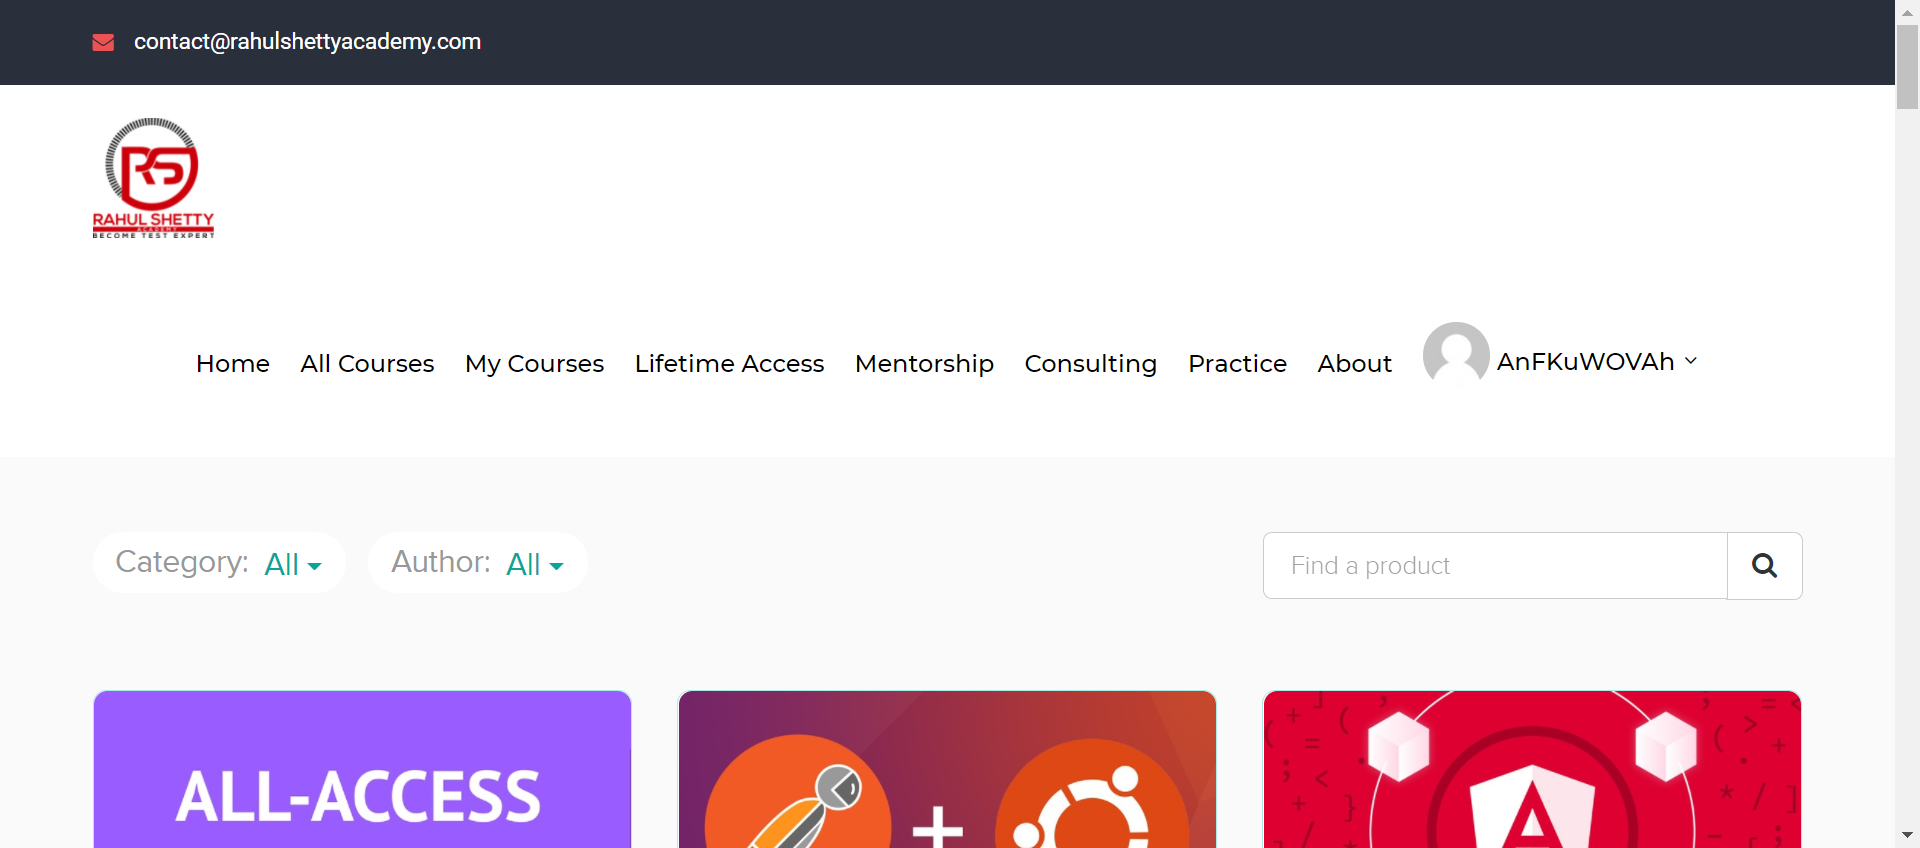 contact@rahulshettyacademy.com
RS
RAHUL SHETTY
ACADEMY
BECOME TEST EXPERT
Home All Courses My Courses Lifetime Access Mentorship Consulting Practice About AnFKuWOVAh
Category: All Author: All Find a product
ALL-ACCESS